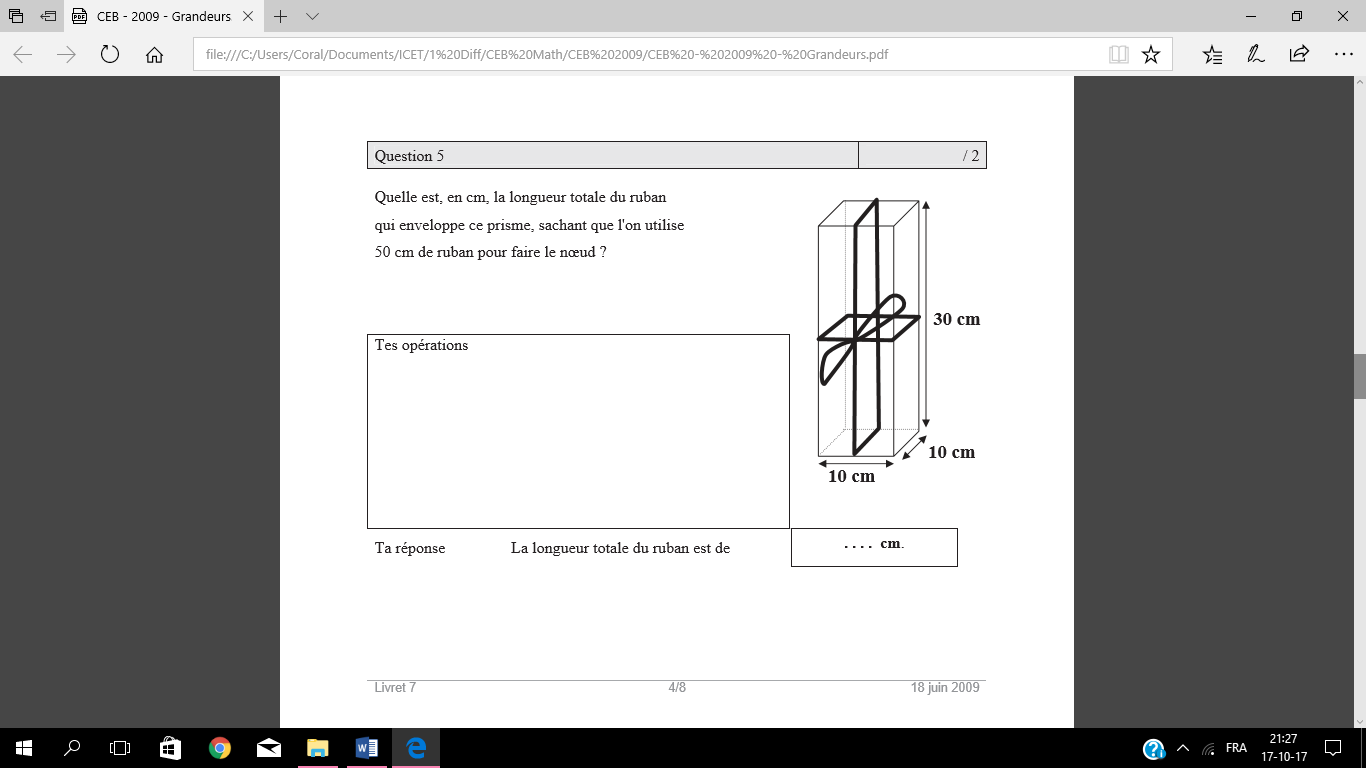 CEB - 2009 - Grandeurs
file:///C:/Users/Coral/Documents/ICET/1%20Diff/CEB%20Math/CEB%202009/CEB%20-%202009%20-%20Grandeurs.pdf
Question 5
/ 2
Quelle est, en cm, la longueur totale du ruban
qui enveloppe ce prisme, sachant que l'on utilise
50 cm de ruban pour faire le nœud ?
30 cm
10 cm
10 cm
Tes opérations
Ta réponse La longueur totale du ruban est de
. . . . cm.
Livret 7 4/8 18 juin 2009
FRA
21:27
17-10-17